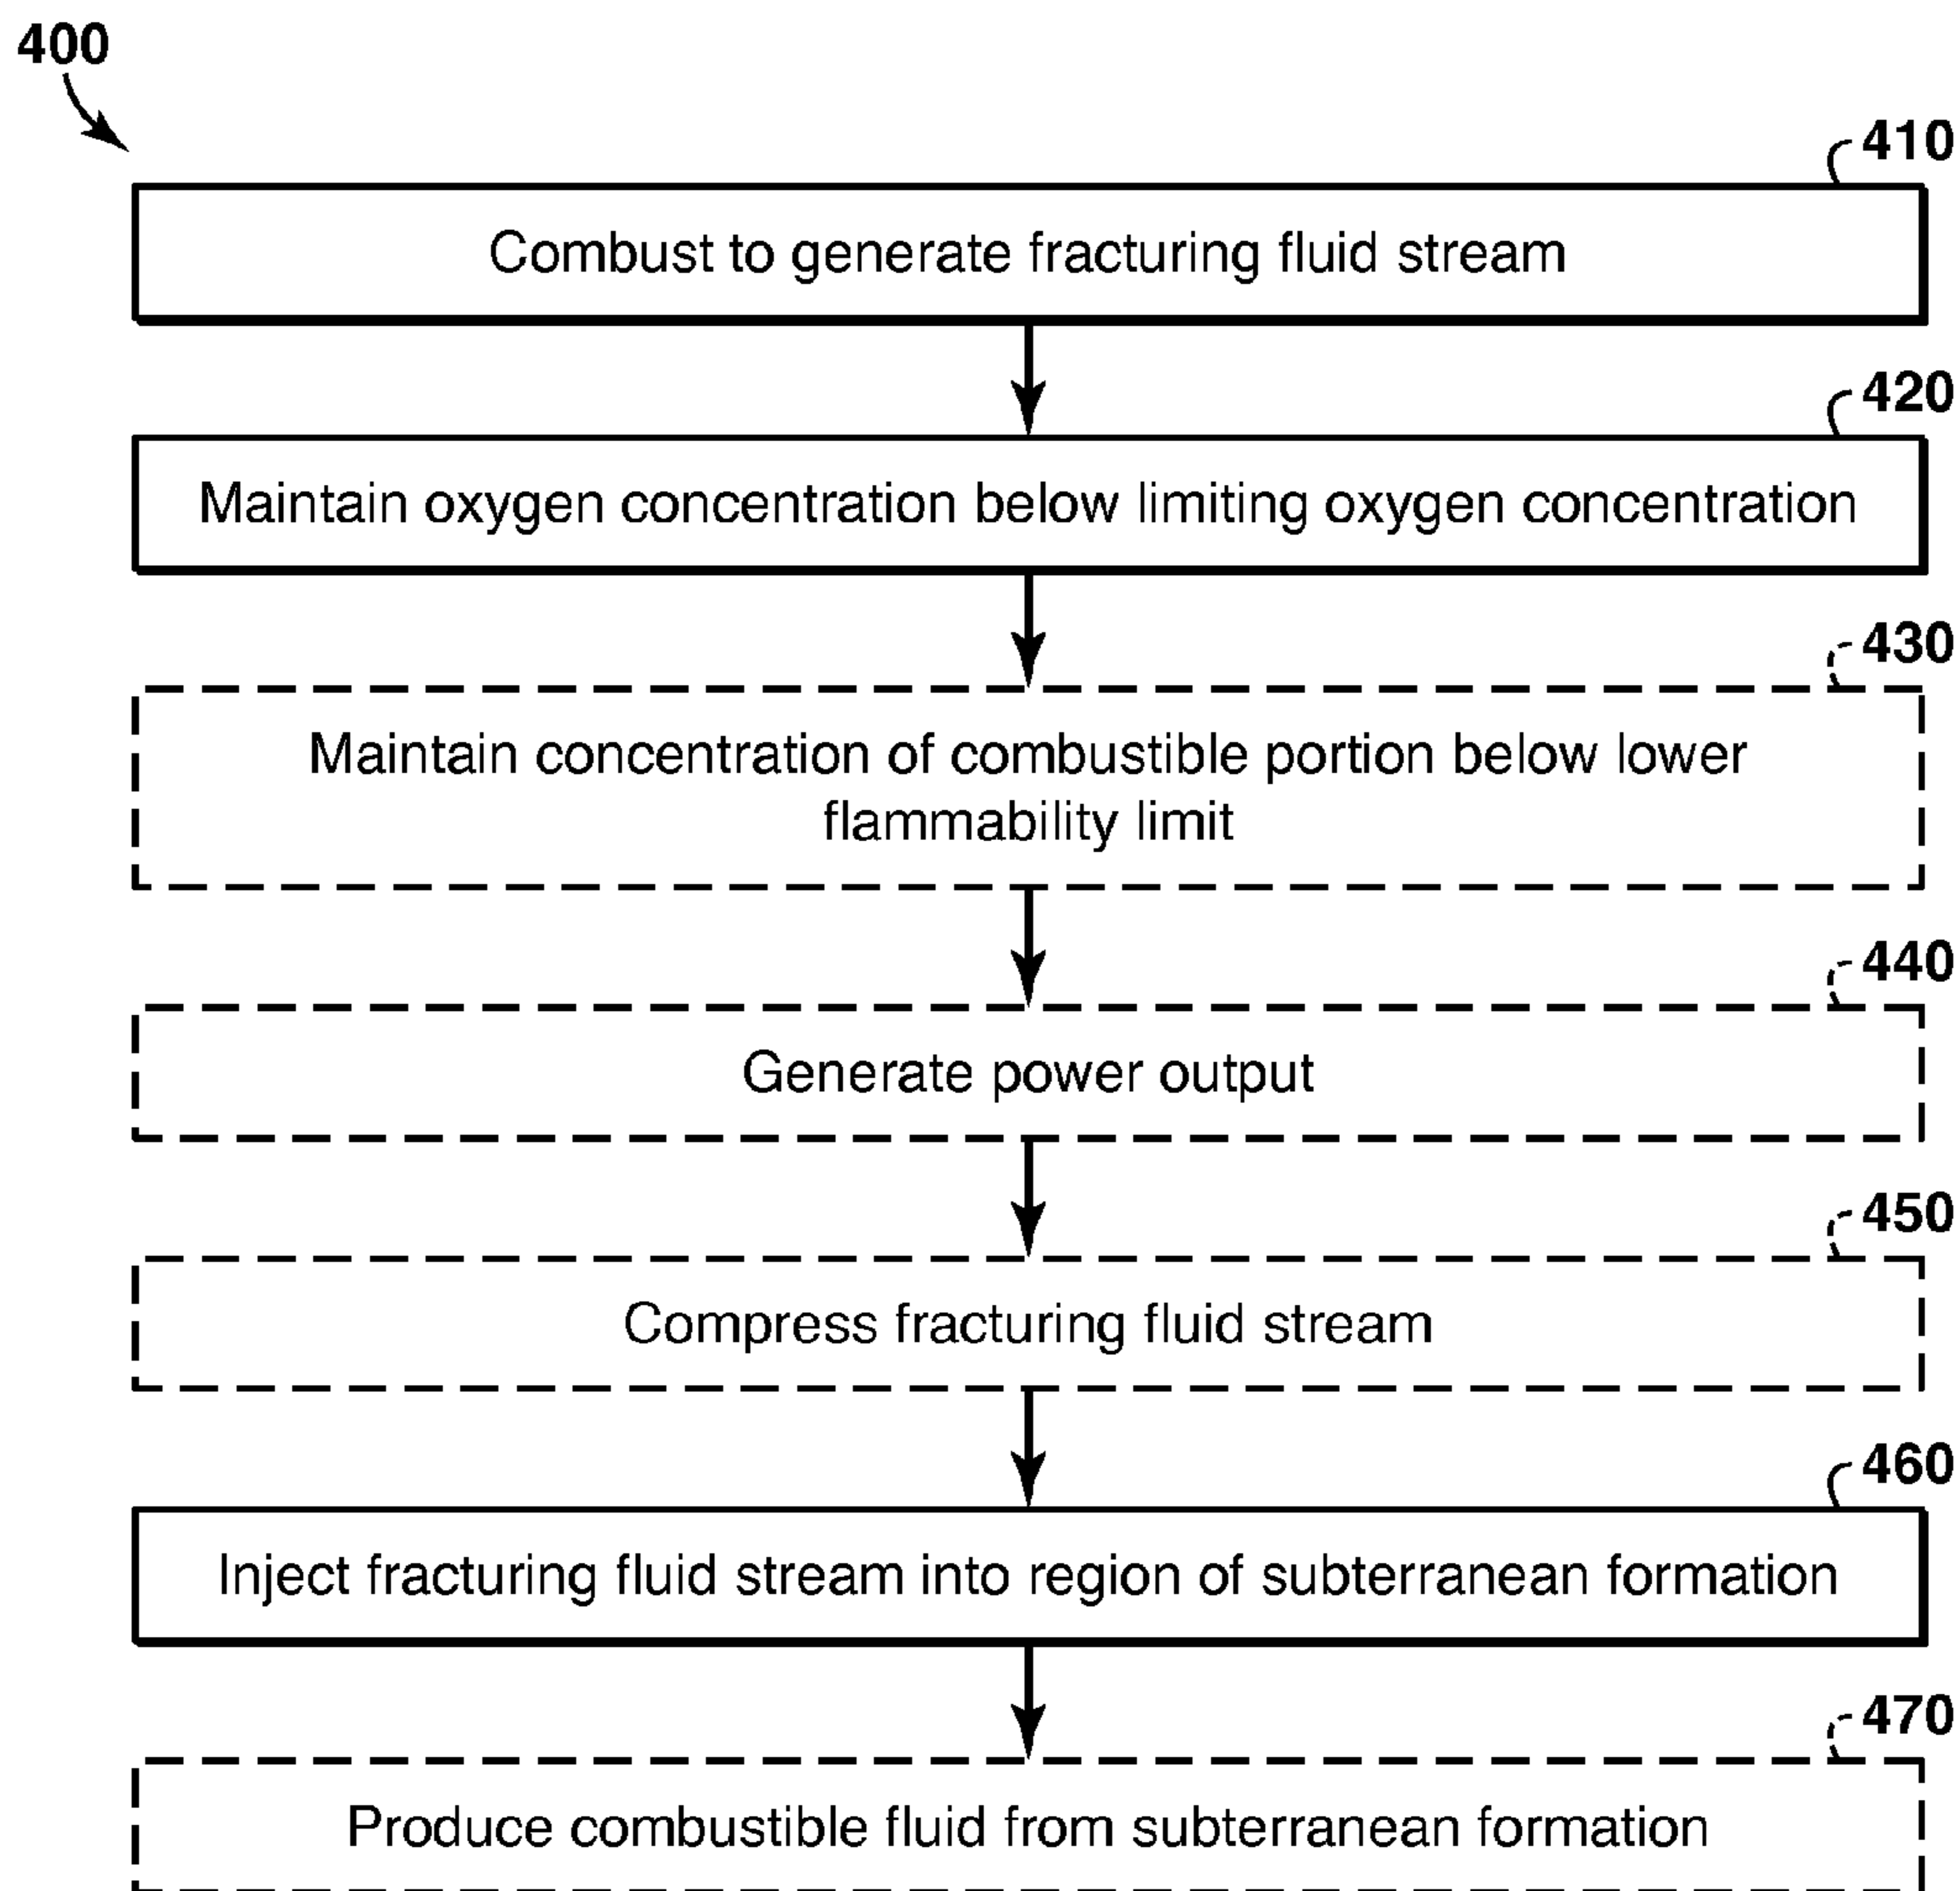 400
410
Combust to generate fracturing fluid stream
420
Maintain oxygen concentration below limiting oxygen concentration
430
Maintain concentration of combustible portion below lower
flammability limit
440
Generate power output
450
Compress fracturing fluid stream
460
Inject fracturing fluid stream into region of subterranean formation
470
Produce combustible fluid from subterranean formation